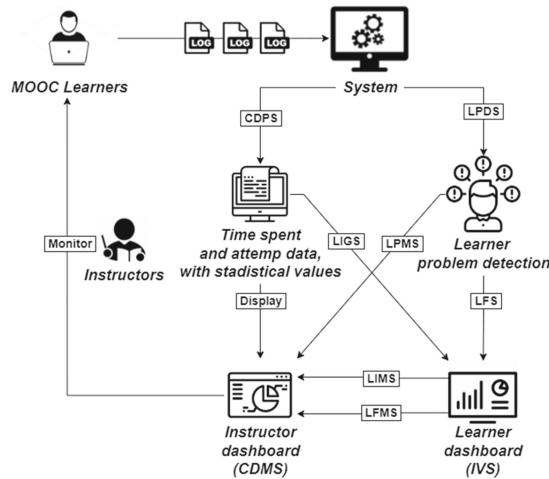 LOG LOG LOG
MOOC Learners
System
CDPS
LPDS
Time spent
and attemp data,
with stadistical values
LIGS
LPMS
Learner
problem detection
Monitor
Instructors
Display
LFS
LIMS
LFMS
Instructor
dashboard
(CDMS)
Learner
dashboard
(IVS)